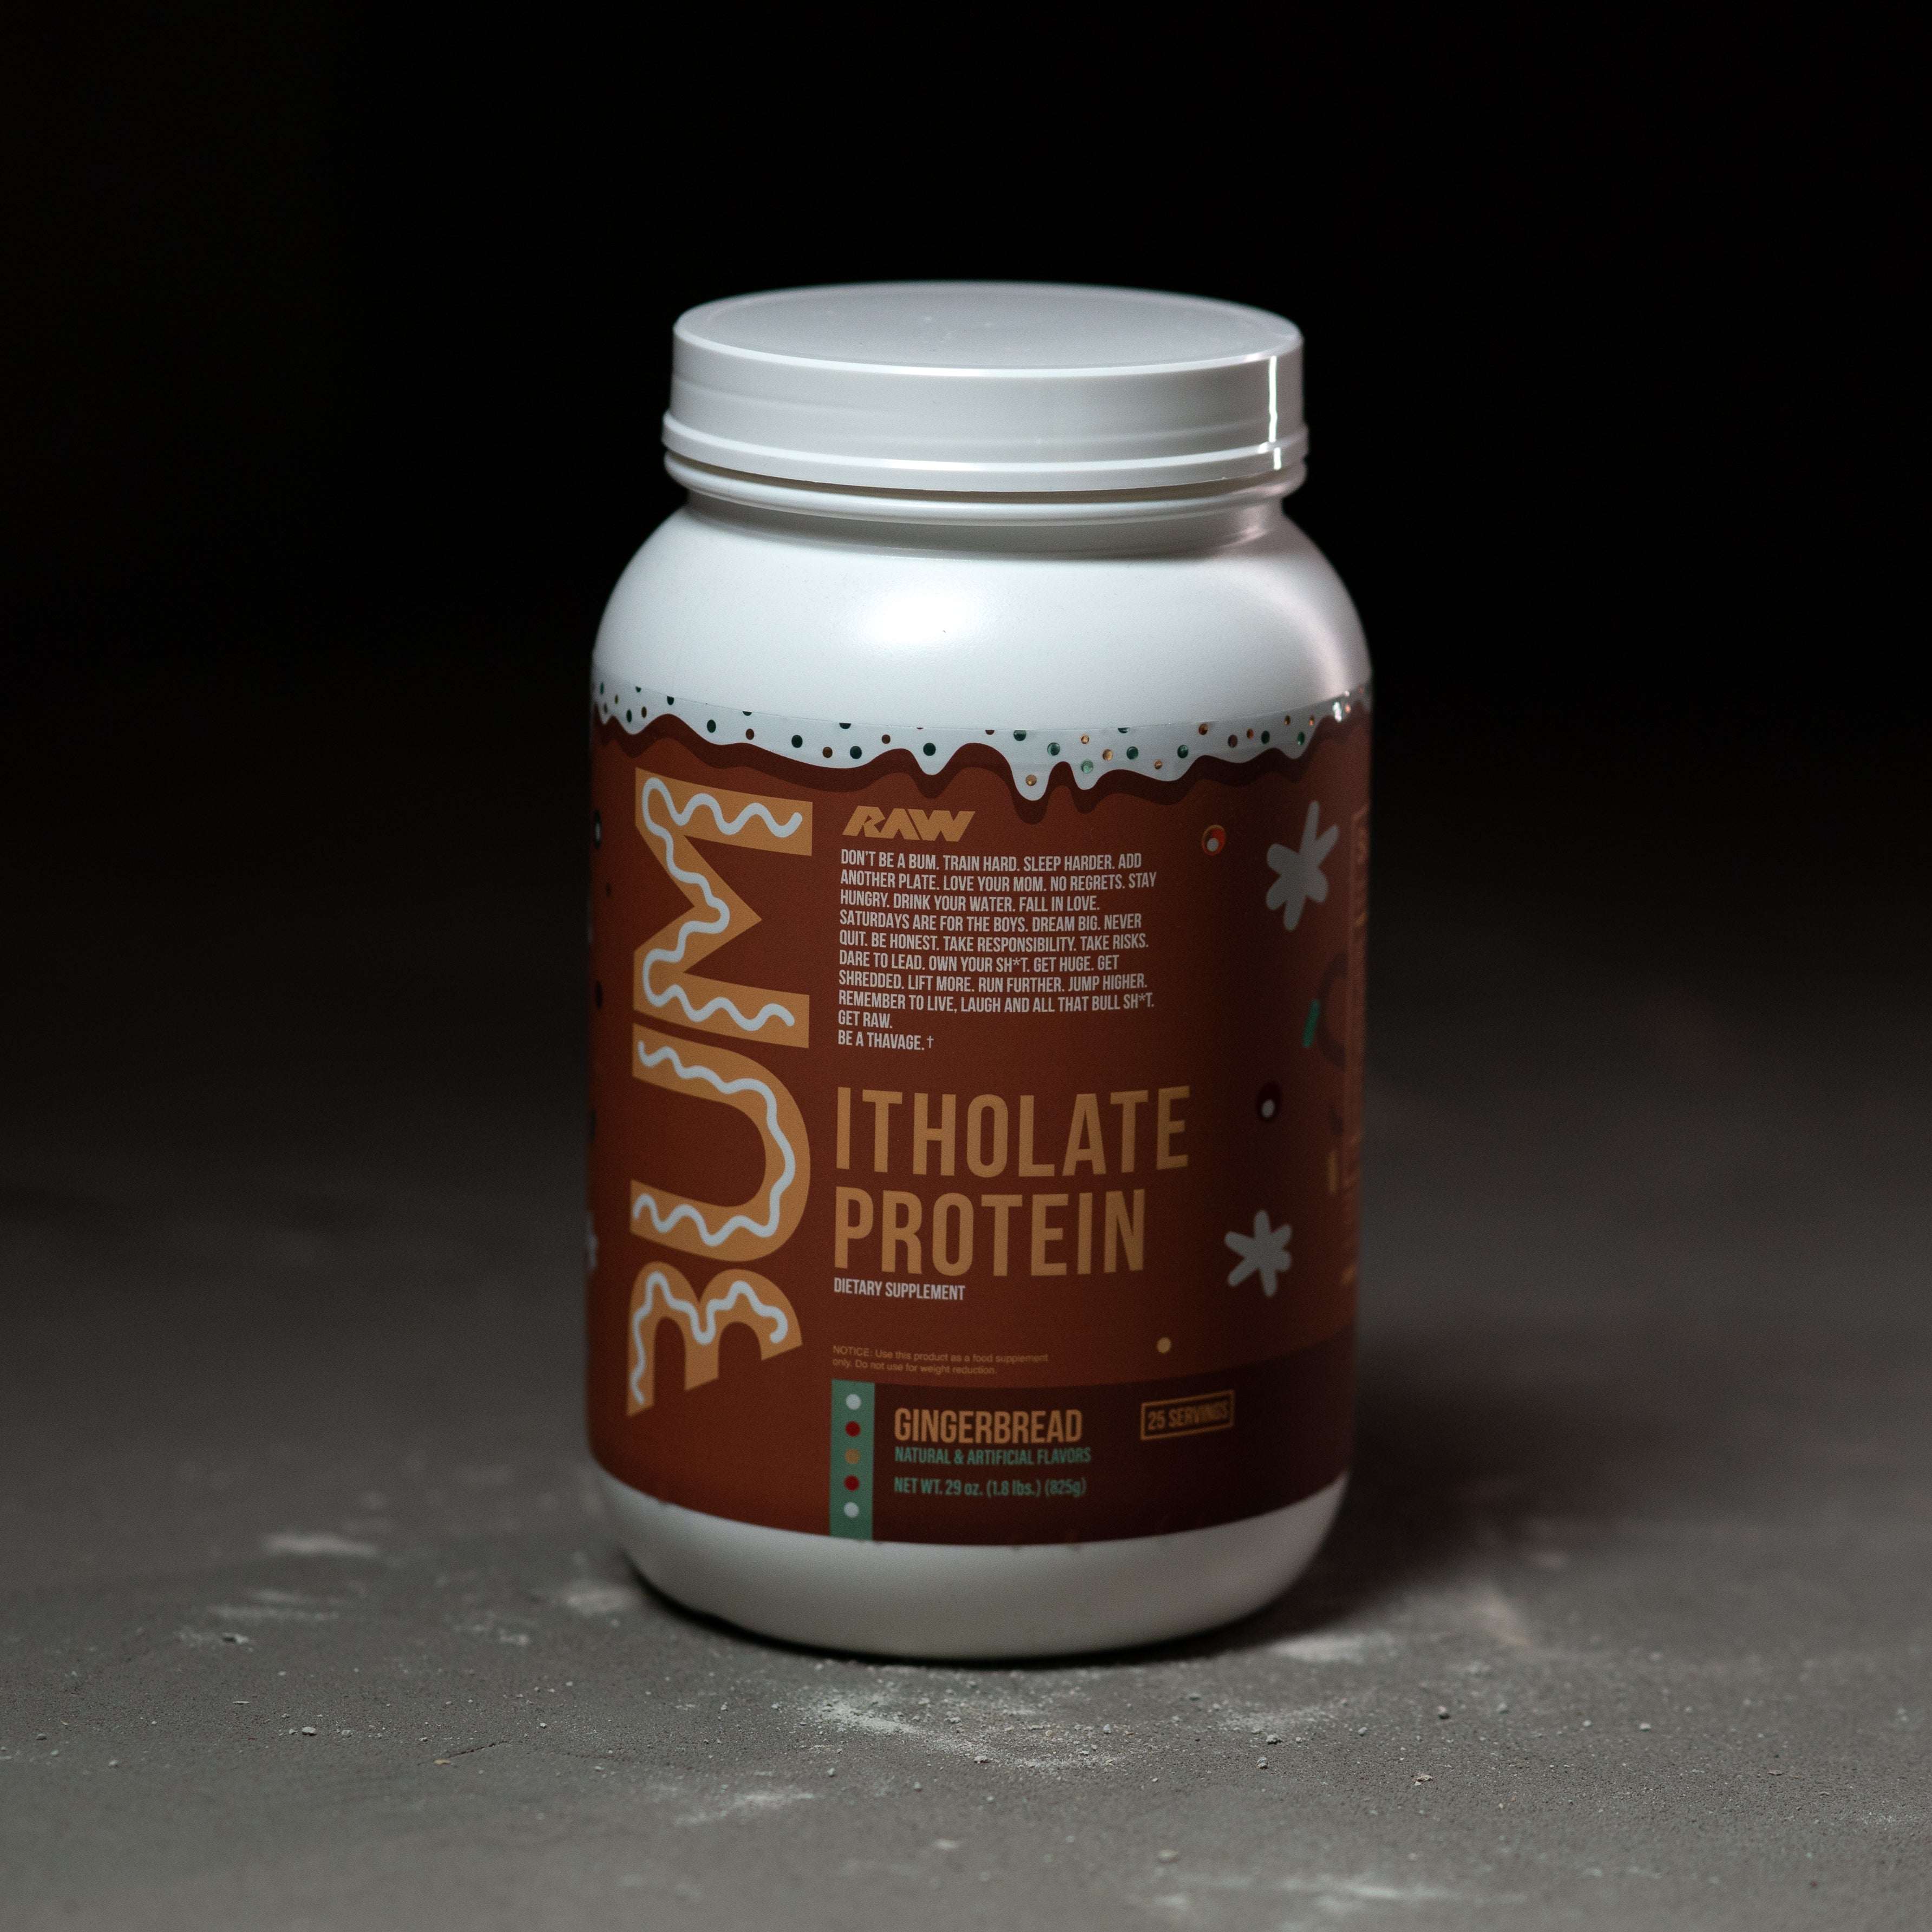 BUM
RAW
DON'T BE A BUM. TRAIN HARD. SLEEP HARDER. ADD
ANOTHER PLATE. LOVE YOUR MOM. NO REGRETS. STAY
HUNGRY. DRINK YOUR WATER. FALL IN LOVE.
SATURDAYS ARE FOR THE BOYS. DREAM BIG. NEVER
QUIT. BE HONEST. TAKE RESPONSIBILITY. TAKE RISKS.
DARE TO LEAD. OWN YOUR SH*T. GET HUGE. GET
SHREDDED. LIFT MORE. RUN FURTHER. JUMP HIGHER.
REMEMBER TO LIVE, LAUGH AND ALL THAT BULL SH*T.
GET RAW.
BE A THAVAGE.†
ITHOLATE
PROTEIN
DIETARY SUPPLEMENT
NOTICE: Use this product as a food supplement
only. Do not use for weight reduction.
GINGERBREAD
25 SERVINGS
NATURAL & ARTIFICIAL FLAVORS
NET WT. 29 oz. (1.8 lbs.) (825g)